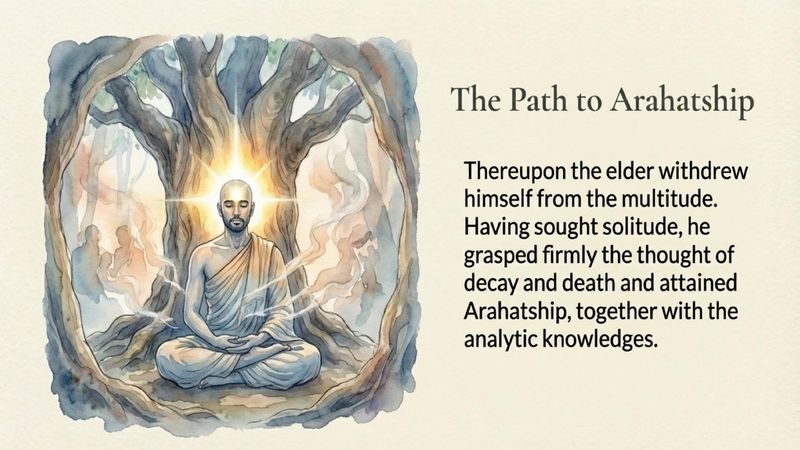 The Path to Arahatship
Thereupon the elder withdrew
himself from the multitude.
Having sought solitude, he
grasped firmly the thought of
decay and death and attained
Arahatship, together with the
analytic knowledges.